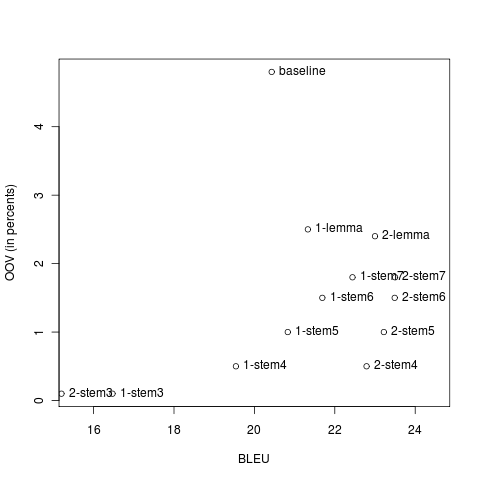 baseline
4
3
OOV (in percents)
1-lemma
2-lemma
2
1-stem7
2-stem7
1-stem6
2-stem6
1
1-stem5
2-stem5
1-stem4
2-stem4
0
2-stem3
1-stem3
16
18
20
22
24
BLEU